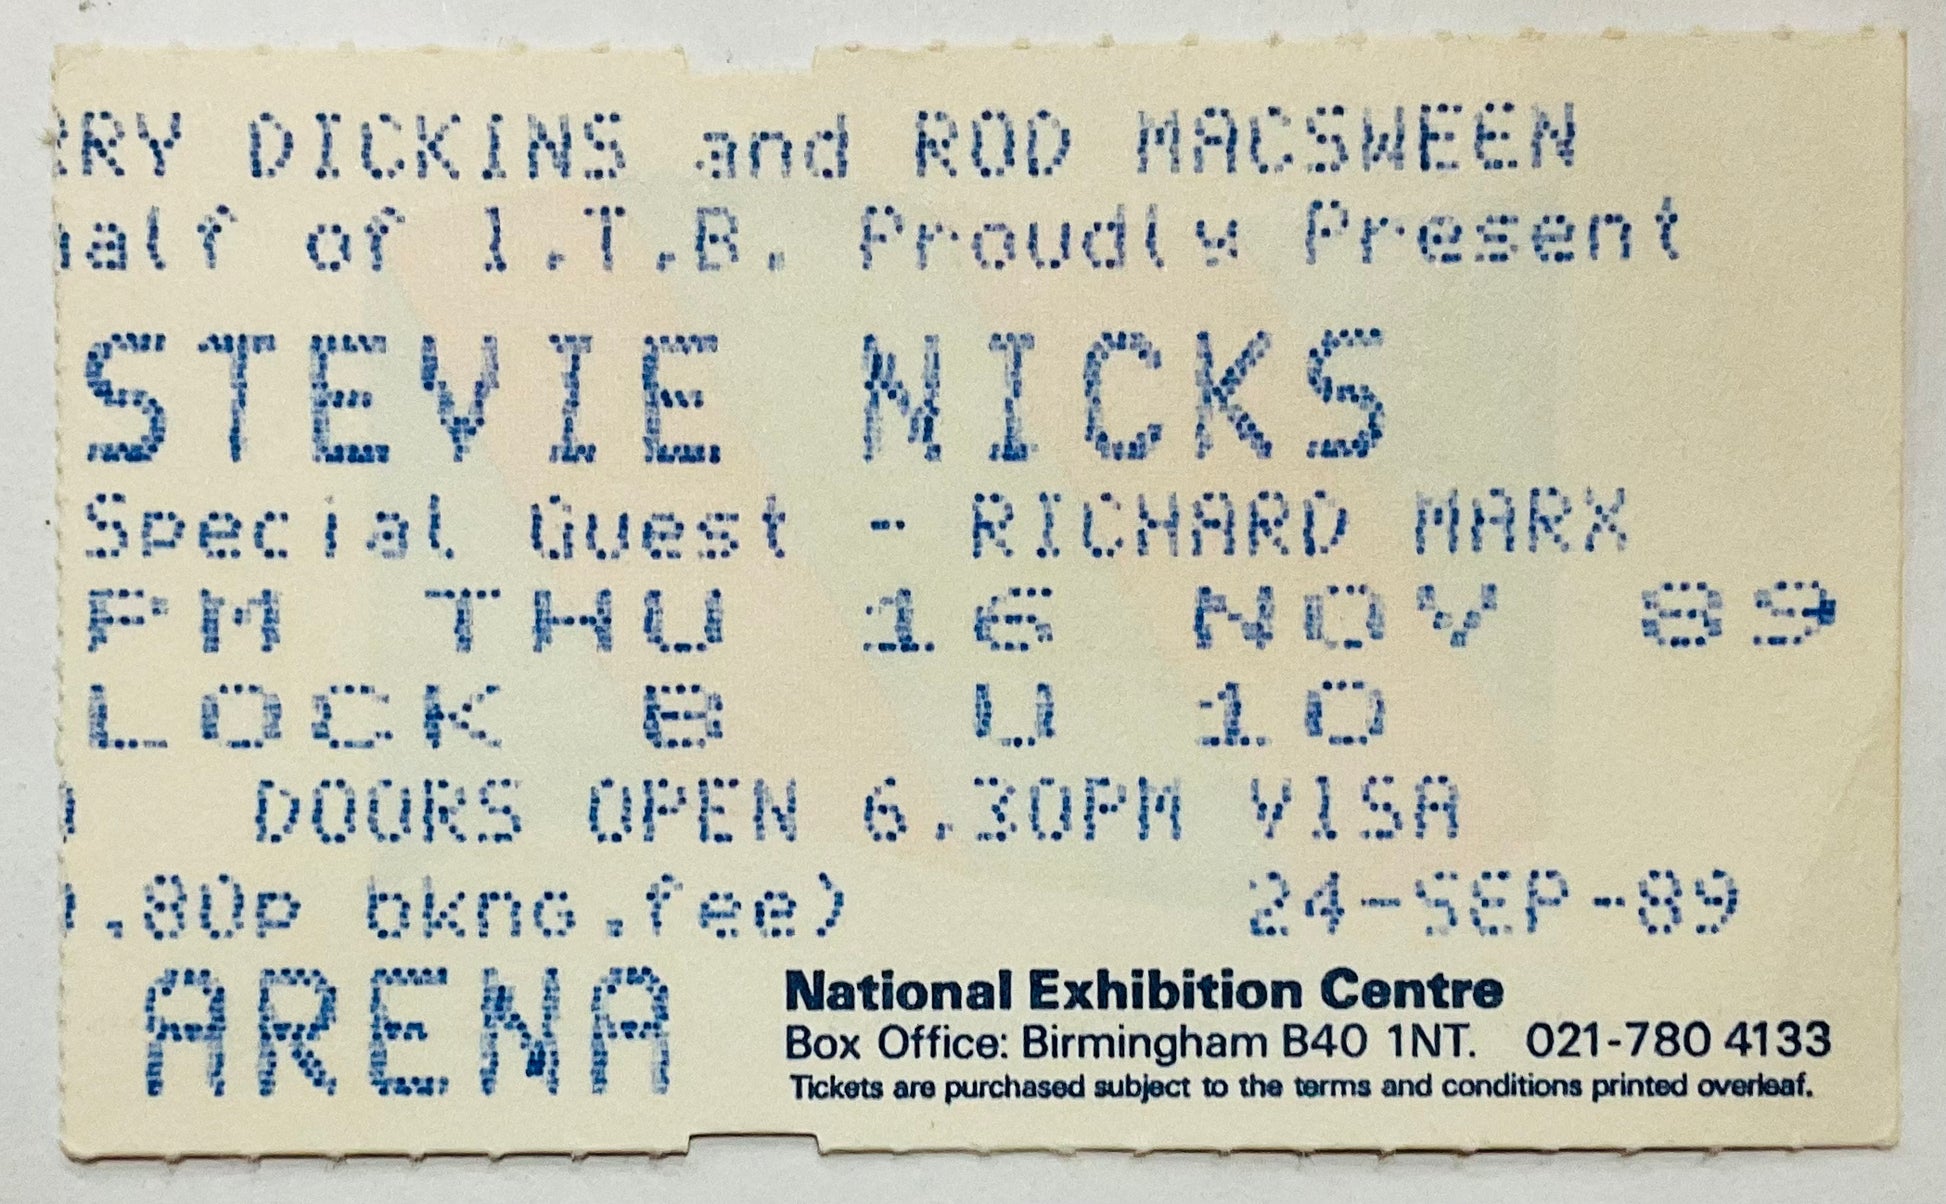 RRY DICKINS and ROD MACSWEEN
half of I.T.B. Proudly Present
STEVIE NICKS
Special Guest - RICHARD MARX
PM THU 16 NOV 89
LOCK B U 10
DOORS OPEN 6.30PM VISA
.80p bkng.fee) 24-SEP-89
ARENA
National Exhibition Centre
Box Office: Birmingham B40 1NT. 021-780 4133
Tickets are purchased subject to the terms and conditions printed overleaf.